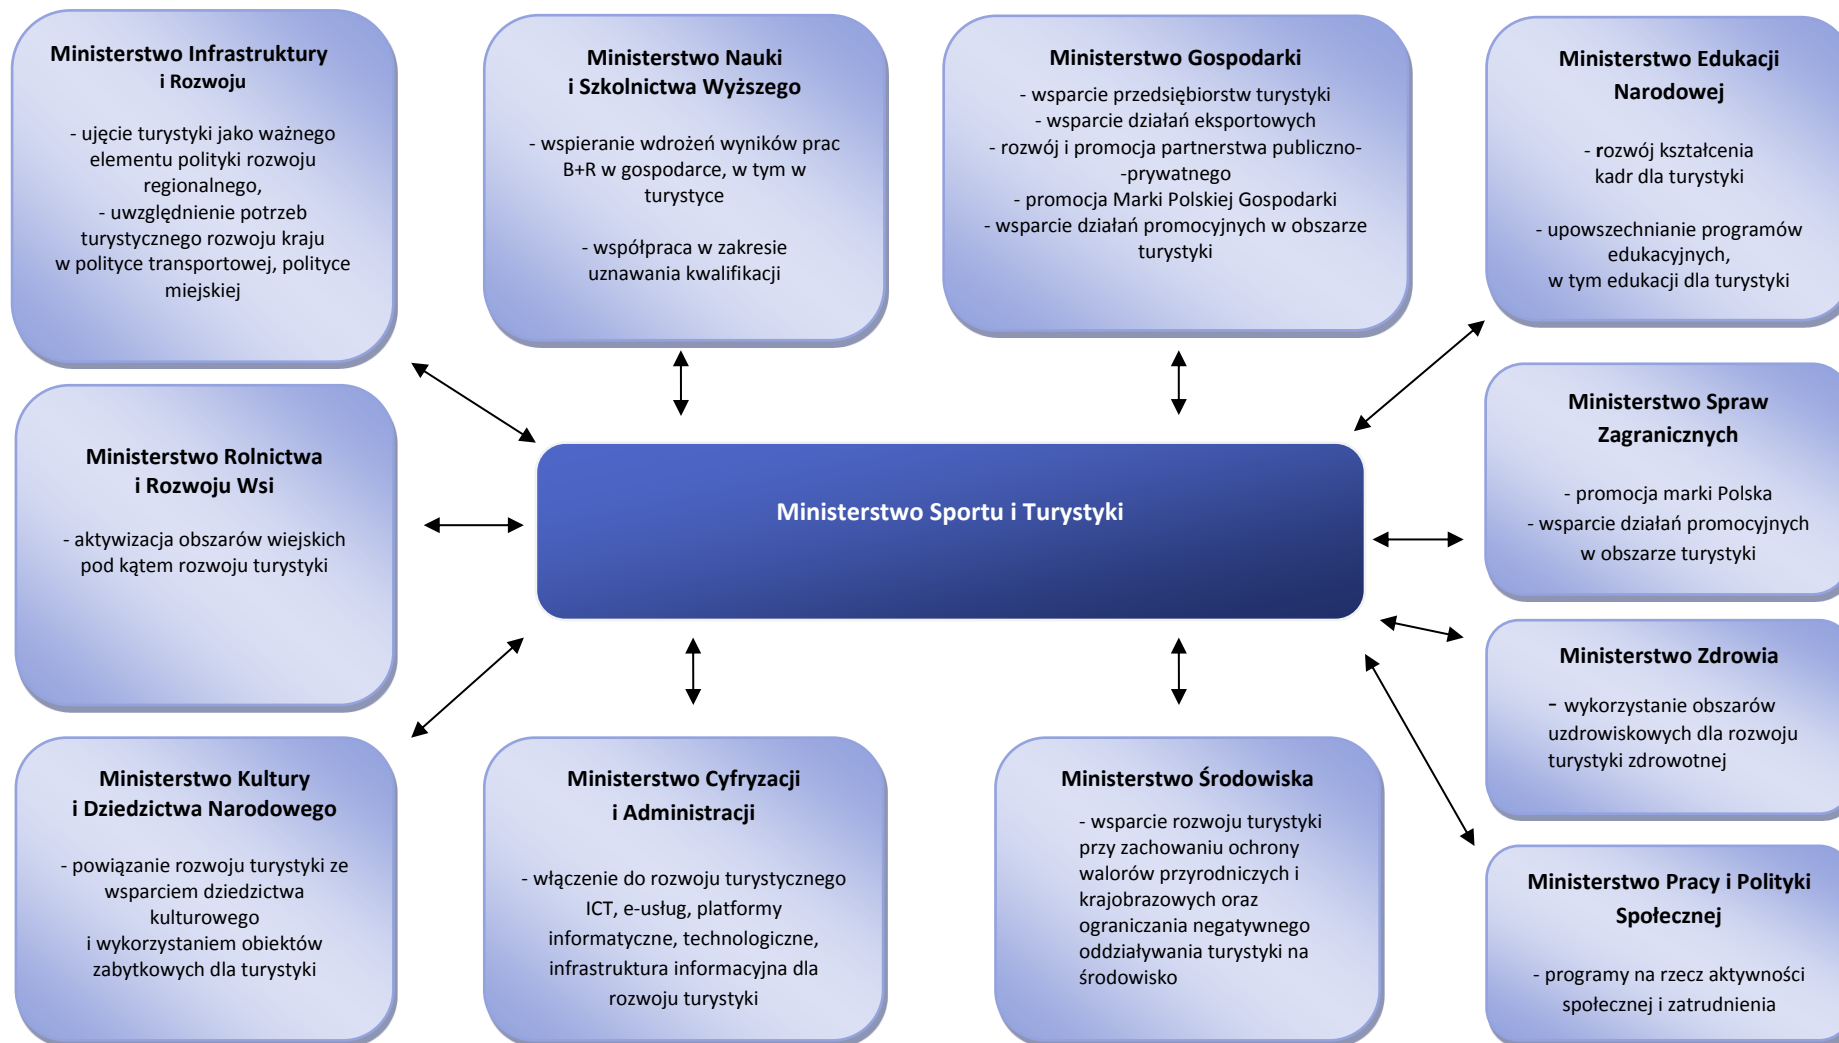 Ministerstwo Infrastruktury
i Rozwoju
- ujęcie turystyki jako ważnego
elementu polityki rozwoju
regionalnego,
- uwzględnienie potrzeb
turystycznego rozwoju kraju
w polityce transportowej, polityce
miejskiej
Ministerstwo Nauki
i Szkolnictwa Wyższego
- wspieranie wdrożeń wyników prac
B+R w gospodarce, w tym w
turystyce
- współpraca w zakresie
uznawania kwalifikacji
Ministerstwo Gospodarki
- wsparcie przedsiębiorstw turystyki
- wsparcie działań eksportowych
- rozwój i promocja partnerstwa publiczno-
-prywatnego
- promocja Marki Polskiej Gospodarki
- wsparcie działań promocyjnych w obszarze
turystyki
Ministerstwo Edukacji
Narodowej
- rozwój kształcenia
kadr dla turystyki
- upowszechnianie programów
edukacyjnych,
w tym edukacji dla turystyki
Ministerstwo Rolnictwa
i Rozwoju Wsi
- aktywizacja obszarów wiejskich
pod kątem rozwoju turystyki
Ministerstwo Sportu i Turystyki
Ministerstwo Spraw
Zagranicznych
- promocja marki Polska
- wsparcie działań promocyjnych
w obszarze turystyki
Ministerstwo Zdrowia
- wykorzystanie obszarów
uzdrowiskowych dla rozwoju
turystyki zdrowotnej
Ministerstwo Kultury
i Dziedzictwa Narodowego
- powiązanie rozwoju turystyki ze
wsparciem dziedzictwa
kulturowego
i wykorzystaniem obiektów
zabytkowych dla turystyki
Ministerstwo Cyfryzacji
i Administracji
- włączenie do rozwoju turystycznego
ICT, e-usług, platformy
informatyczne, technologiczne,
infrastruktura informacyjna dla
rozwoju turystyki
Ministerstwo Środowiska
- wsparcie rozwoju turystyki
przy zachowaniu ochrony
walorów przyrodniczych i
krajobrazowych oraz
ograniczania negatywnego
oddziaływania turystyki na
środowisko
Ministerstwo Pracy i Polityki
Społecznej
- programy na rzecz aktywności
społecznej i zatrudnienia